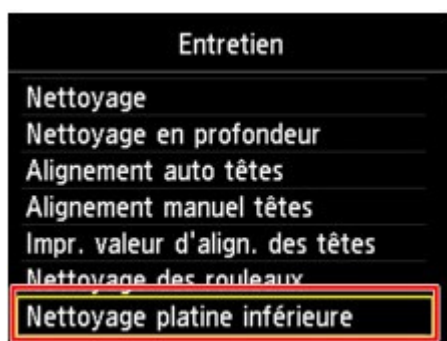 Entretien
Nettoyage
Nettoyage en profondeur
Alignement auto têtes
Alignement manuel têtes
Impr. valeur d'align. des têtes
Nettoyage des rouleaux
Nettoyage platine inférieure